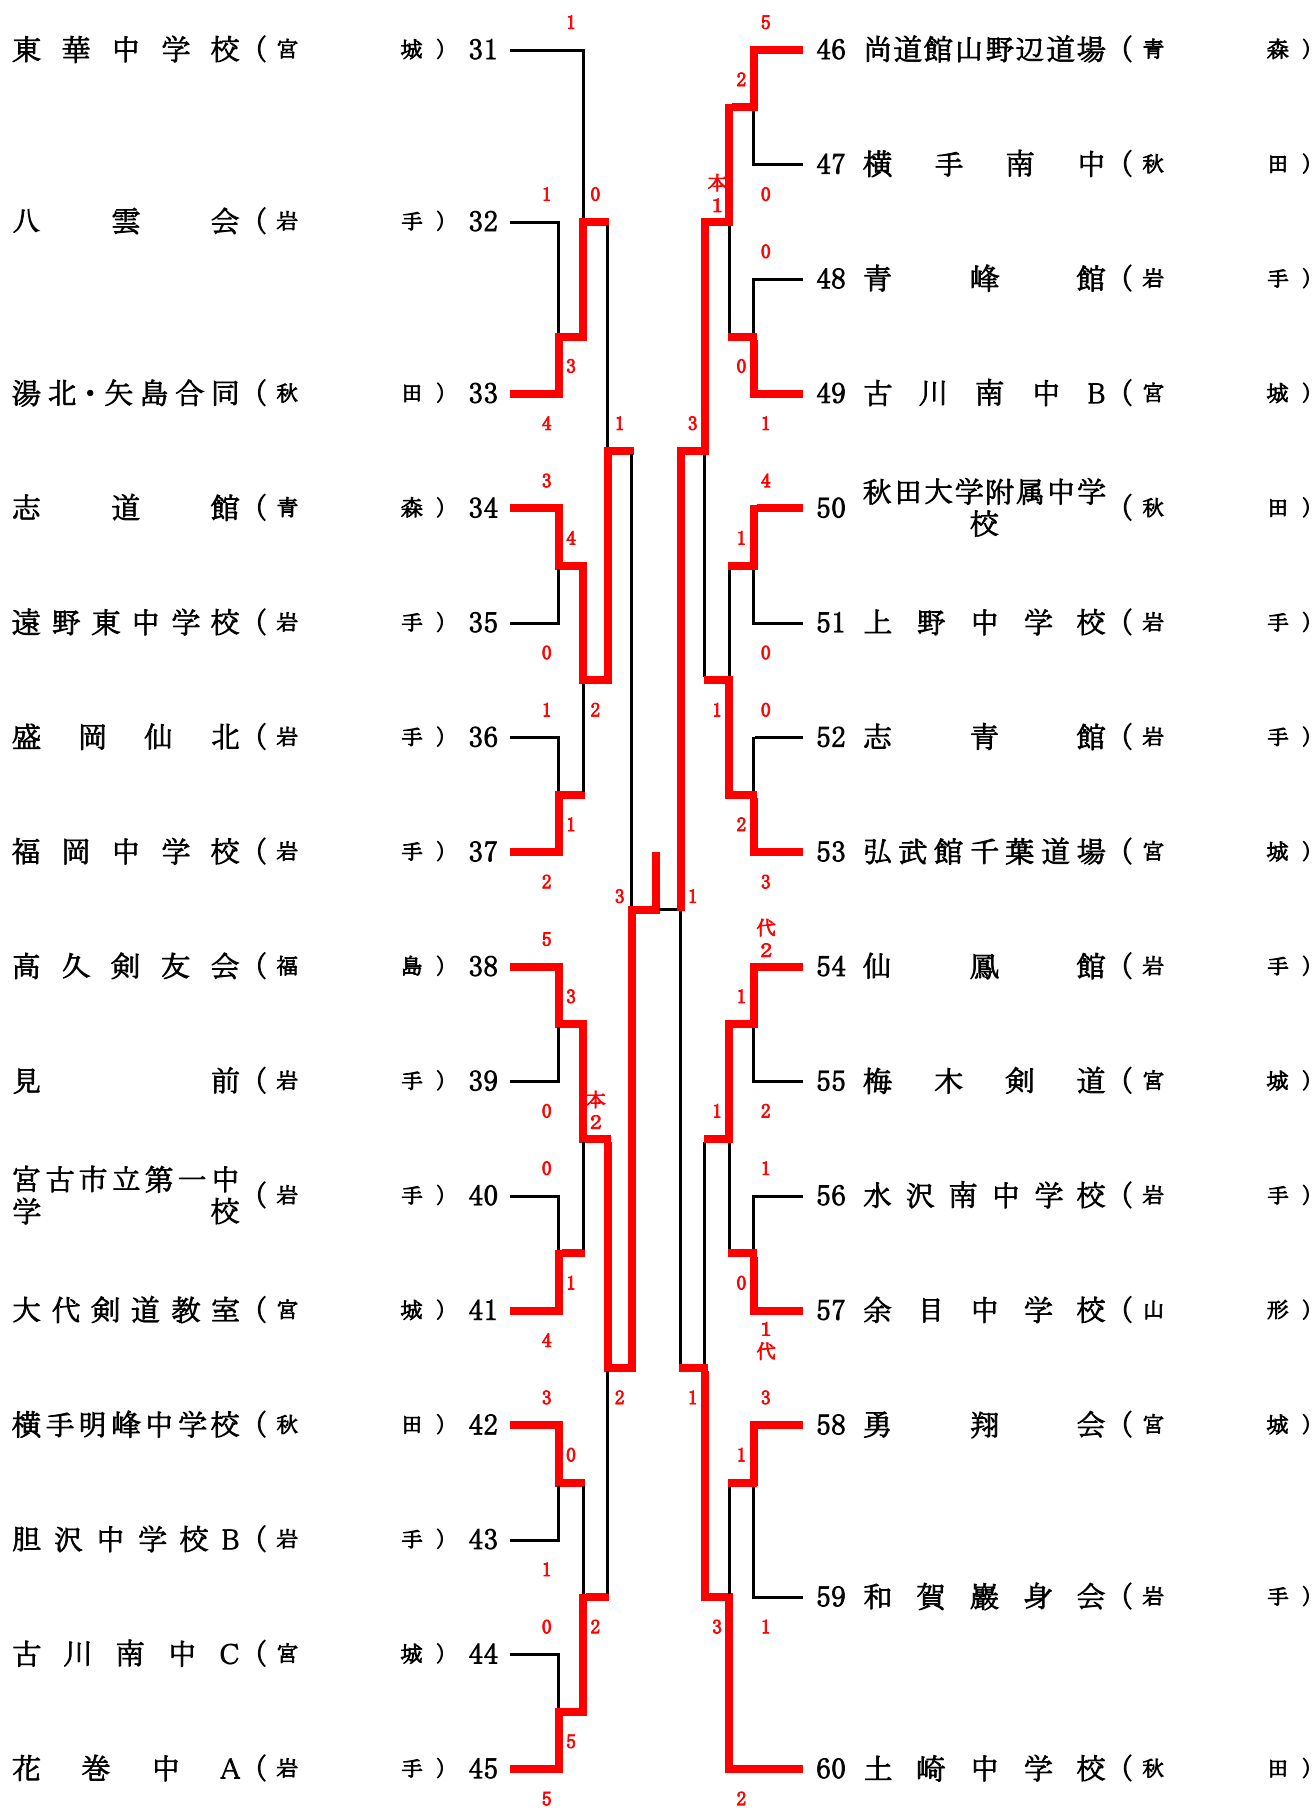 東華中学校(宮城) 31
八雲会(岩手) 32
湯北・矢島合同(秋田) 33
志道館(青森) 34
遠野東中学校(岩手) 35
盛岡仙北(岩手) 36
福岡中学校(岩手) 37
高久剣友会(福島) 38
見前(岩手) 39
宮古市立第一中
学校(岩手) 40
大代剣道教室(宮城) 41
横手明峰中学校(秋田) 42
胆沢中学校B(岩手) 43
古川南中C(宮城) 44
花巻中A(岩手) 45
1
1
0
3
4
1
3
4
0
1
2
1
2
3
5
3
0
本
2
0
1
4
3
2
0
1
0
2
5
5
46 尚道館山野辺道場(青森)
47 横手南中(秋田)
48 青峰館(岩手)
49 古川南中B(宮城)
50 秋田大学附属中学
校(秋田)
51 上野中学校(岩手)
52 志青館(岩手)
53 弘武館千葉道場(宮城)
54 仙鳳館(岩手)
55 梅木剣道(宮城)
56 水沢南中学校(岩手)
57 余目中学校(山形)
58 勇翔会(宮城)
59 和賀巖身会(岩手)
60 土崎中学校(秋田)
5
2
本
1
0
0
0
3
1
4
1
0
1
0
2
3
1
代
2
1
1
2
1
0
1
代
1
3
1
3
1
2